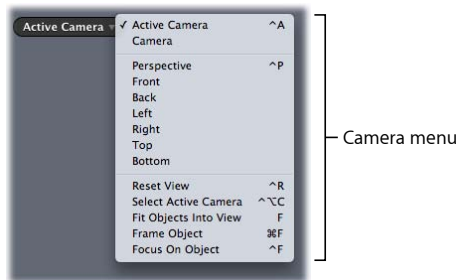 Active Camera
✓ Active Camera ^A
Camera
Perspective ^P
Front
Back
Left
Right
Top
Bottom
Reset View ^R
Select Active Camera ^⌥C
Fit Objects Into View F
Frame Object ⌘F
Focus On Object ^F
Camera menu